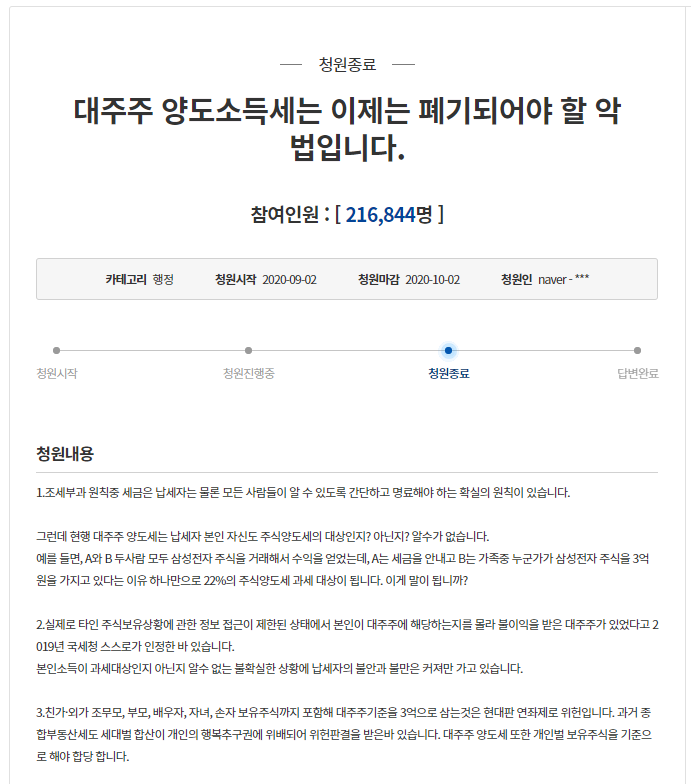 청원종료
대주주 양도소득세는 이제는 폐기되어야 할 악
법입니다.
참여인원 : [ 216,844명 ]
카테고리 행정 청원시작 2020-09-02 청원마감 2020-10-02 청원인 naver - ***
청원시작 청원진행중 청원종료 답변완료
청원내용
1.조세부과 원칙중 세금은 납세자는 물론 모든 사람들이 알 수 있도록 간단하고 명료해야 하는 확실의 원칙이 있습니다.
그런데 현행 대주주 양도세는 납세자 본인 자신도 주식양도세의 대상인지? 아닌지? 알수가 없습니다.
예를 들면, A와 B 두사람 모두 삼성전자 주식을 거래해서 수익을 얻었는데, A는 세금을 안내고 B는 가족중 누군가가 삼성전자 주식을 3억
원을 가지고 있다는 이유 하나만으로 22%의 주식양도세 과세 대상이 됩니다. 이게 말이 됩니까?
2.실제로 타인 주식보유상황에 관한 정보 접근이 제한된 상태에서 본인이 대주주에 해당하는지를 몰라 불이익을 받은 대주주가 있었다고 2
019년 국세청 스스로가 인정한 바 있습니다.
본인소득이 과세대상인지 아닌지 알수 없는 불확실한 상황에 납세자의 불안과 불만은 커져만 가고 있습니다.
3.친가·외가 조무모, 부모, 배우자, 자녀, 손자 보유주식까지 포함해 대주주기준을 3억으로 삼는것은 현대판 연좌제로 위헌입니다. 과거 종
합부동산세도 세대별 합산이 개인의 행복추구권에 위배되어 위헌판결을 받은바 있습니다. 대주주 양도세 또한 개인별 보유주식을 기준으
로 해야 합당 합니다.